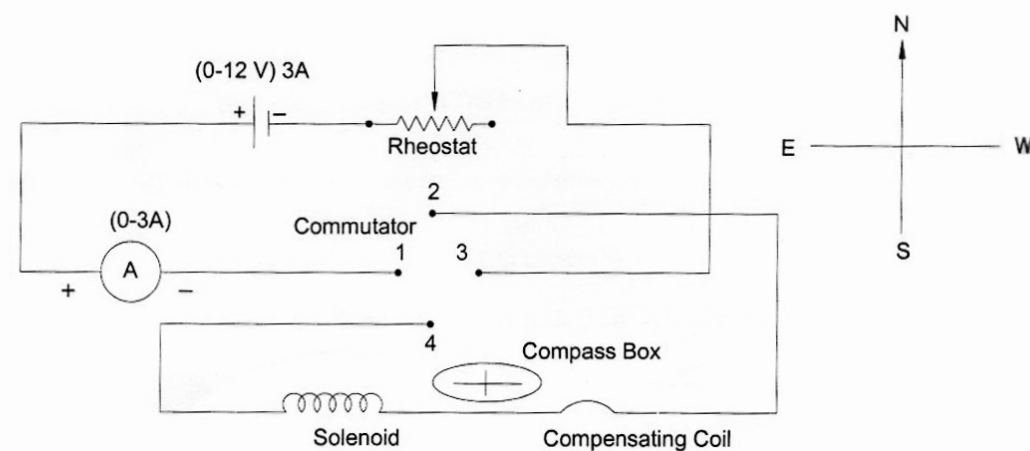 N
(0-12 V) 3A
+ −
Rheostat
E W
2
(0-3A)
Commutator
1 3
S
A
+ −
4
Compass Box
Solenoid
Compensating Coil